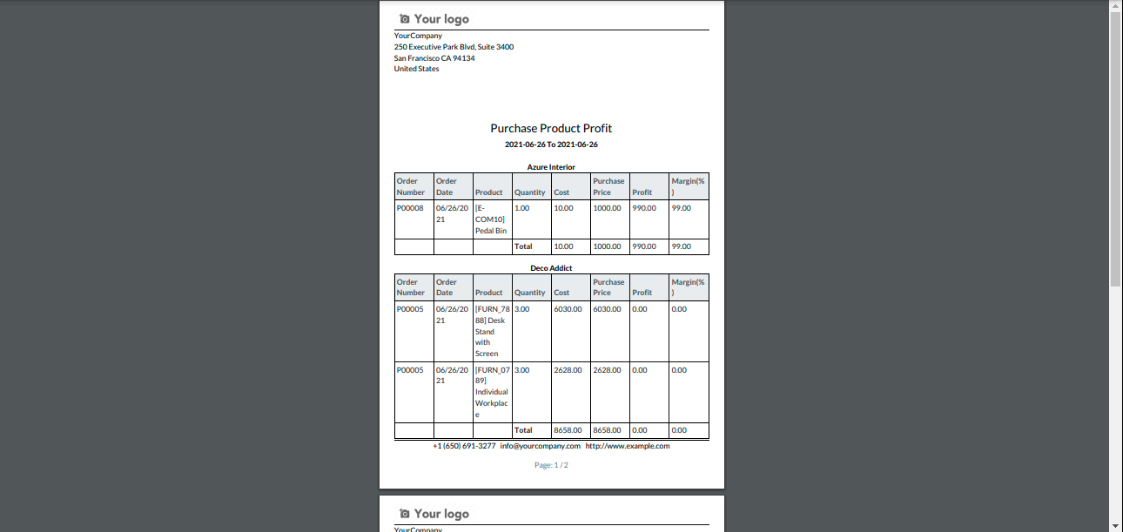 Your logo
YourCompany
250 Executive Park Blvd, Suite 3400
San Francisco CA 94134
United States
Purchase Product Profit
2021-06-26 To 2021-06-26
Azure Interior
Order Number Order Date Product Quantity Cost Purchase Price Profit Margin(%)
P00008 06/26/2021 [E-COM10] Pedal Bin 1.00 10.00 1000.00 990.00 99.00
Total 10.00 1000.00 990.00 99.00
Deco Addict
Order Number Order Date Product Quantity Cost Purchase Price Profit Margin(%)
P00005 06/26/2021 [FURN_7888] Desk Stand with Screen 3.00 6030.00 6030.00 0.00 0.00
P00005 06/26/2021 [FURN_0789] Individual Workplace 3.00 2628.00 2628.00 0.00 0.00
Total 8658.00 8658.00 0.00 0.00
+1 (650) 691-3277 info@yourcompany.com http://www.example.com
Page: 1 / 2
Your logo
YourCompany